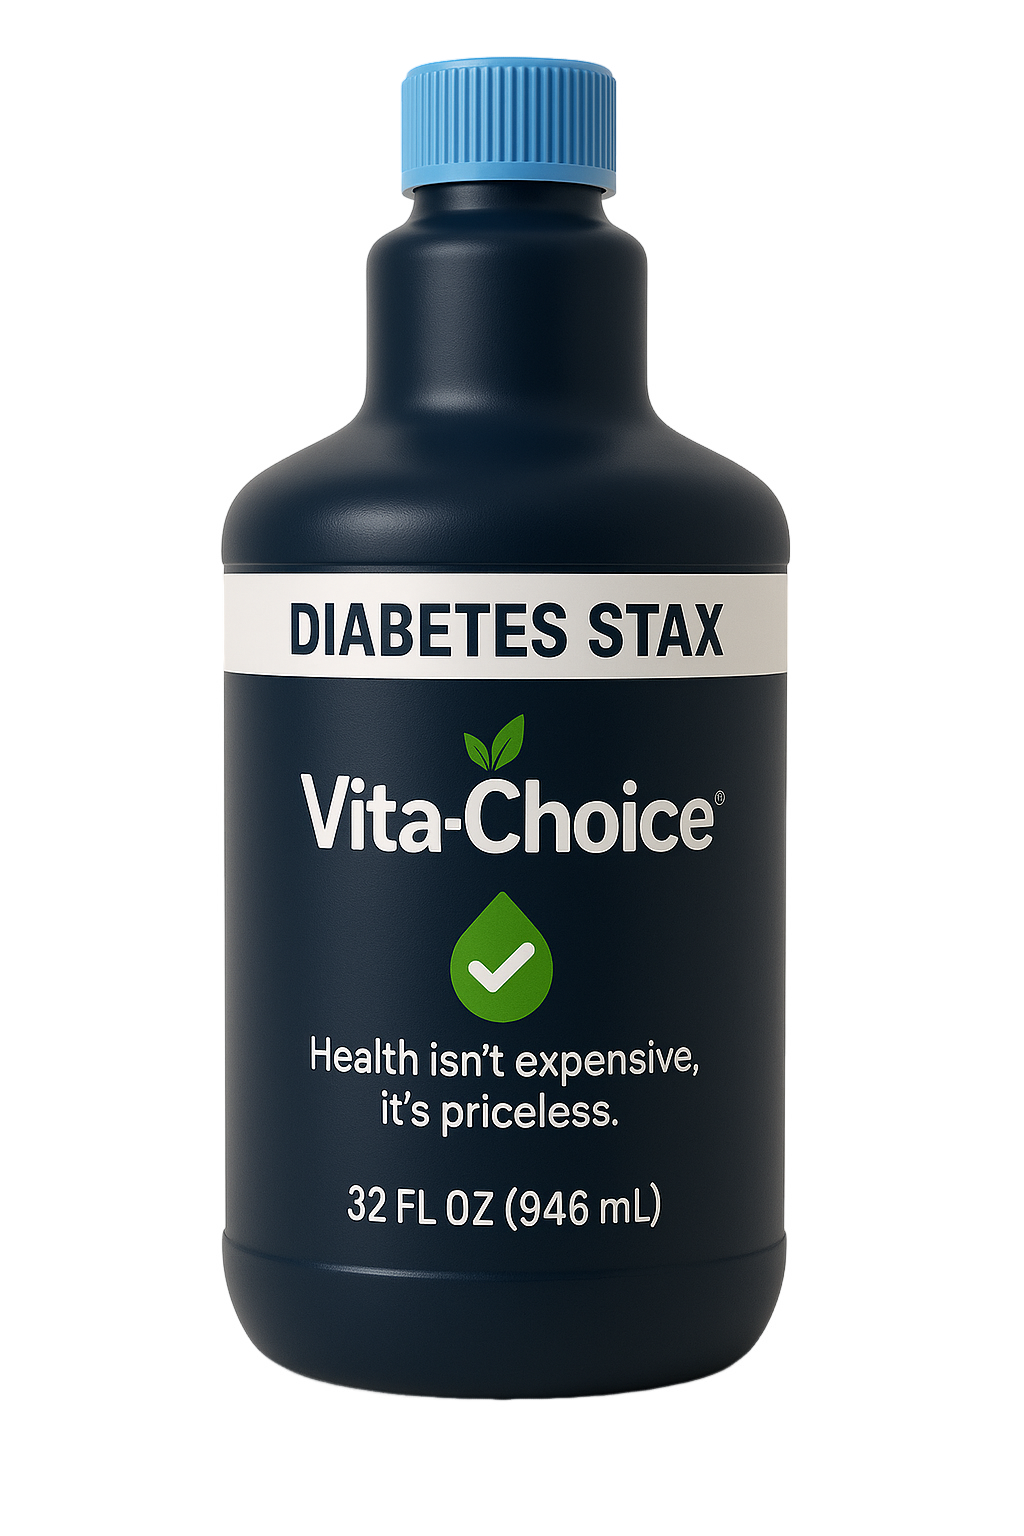 DIABETES STAX
Vita-Choice®
Health isn't expensive,
it's priceless.
32 FL OZ (946 mL)